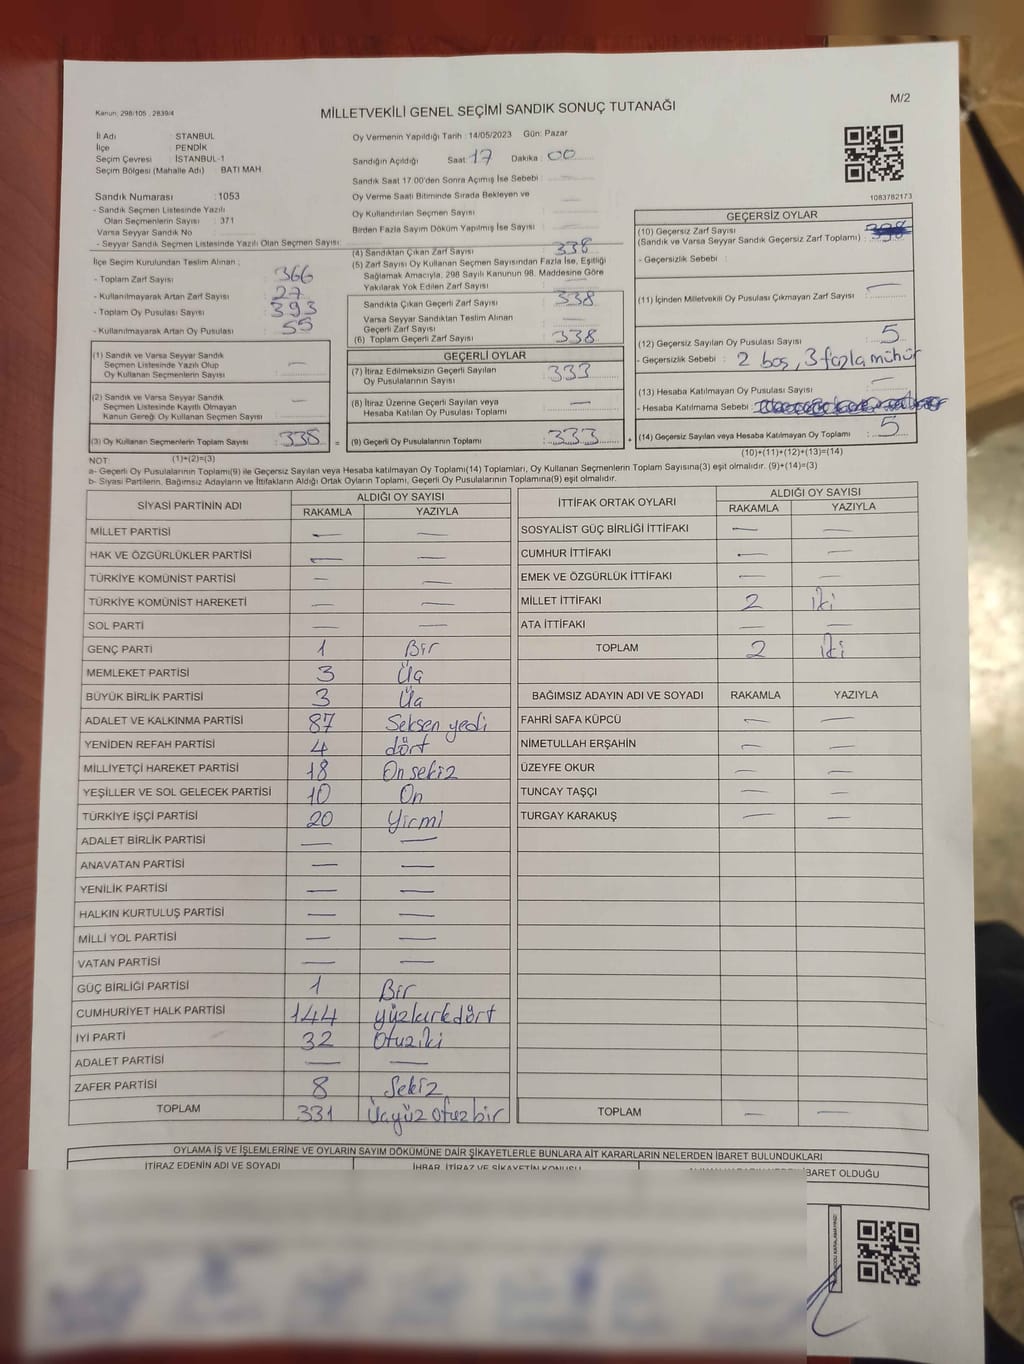 M/2
Kanun: 298/105 , 2839/4
MİLLETVEKİLİ GENEL SEÇİMİ SANDIK SONUÇ TUTANAĞI
İl Adı : STANBUL
İlçe : PENDİK
Seçim Çevresi : İSTANBUL-1
Seçim Bölgesi (Mahalle Adı) : BATI MAH.
Oy Vermenin Yapıldığı Tarih : 14/05/2023 Gün: Pazar
Sandığın Açıldığı Saat 17 Dakika : 00
Sandık Saat 17.00'den Sonra Açımış İse Sebebi :
Oy Verme Saati Bitiminde Sırada Bekleyen ve
Oy Kullandırılan Seçmen Sayısı :
Birden Fazla Sayım Döküm Yapılmış İse Sayısı :
1083782173
Sandık Numarası : 1053
- Sandık Seçmen Listesinde Yazılı
Olan Seçmenlerin Sayısı : 371
Varsa Seyyar Sandık No :
- Seyyar Sandık Seçmen Listesinde Yazılı Olan Seçmen Sayısı:
İlçe Seçim Kurulundan Teslim Alınan ;
- Toplam Zarf Sayısı : 366
- Kullanılmayarak Artan Zarf Sayısı : 27
- Toplam Oy Pusulası Sayısı : 393
- Kullanılmayarak Artan Oy Pusulası : 55
(1) Sandık ve Varsa Seyyar Sandık
Seçmen Listesinde Yazılı Olup
Oy Kullanan Seçmenlerin Sayısı : —
(2) Sandık ve Varsa Seyyar Sandık
Seçmen Listesinde Kayıtlı Olmayan
Kanun Gereği Oy Kullanan Seçmen Sayısı : —
(3) Oy Kullanan Seçmenlerin Toplam Sayısı : 338 =
(4) Sandıktan Çıkan Zarf Sayısı : 338
(5) Zarf Sayısı Oy Kullanan Seçmen Sayısından Fazla İse, Eşitliği
Sağlamak Amacıyla, 298 Sayılı Kanunun 98. Maddesine Göre
Yakılarak Yok Edilen Zarf Sayısı :
Sandıkta Çıkan Geçerli Zarf Sayısı : 338
Varsa Seyyar Sandıktan Teslim Alınan
Geçerli Zarf Sayısı : —
(6) Toplam Geçerli Zarf Sayısı : 338
GEÇERLİ OYLAR
(7) İtiraz Edilmeksizin Geçerli Sayılan
Oy Pusulalarının Sayısı : 333
(8) İtiraz Üzerine Geçerli Sayılan veya
Hesaba Katılan Oy Pusulası Toplamı : —
(9) Geçerli Oy Pusulalarının Toplamı : 333 +
GEÇERSİZ OYLAR
(10) Geçersiz Zarf Sayısı
(Sandık ve Varsa Seyyar Sandık Geçersiz Zarf Toplamı) :
- Geçersizlik Sebebi :
(11) İçinden Milletvekili Oy Pusulası Çıkmayan Zarf Sayısı : —
(12) Geçersiz Sayılan Oy Pusulası Sayısı : 5
- Geçersizlik Sebebi : 2 boş, 3 fazla mühür
(13) Hesaba Katılmayan Oy Pusulası Sayısı : —
- Hesaba Katılmama Sebebi :
(14) Geçersiz Sayılan veya Hesaba Katılmayan Oy Toplamı : 5
NOT: (1)+(2)=(3) (10)+(11)+(12)+(13)=(14)
a- Geçerli Oy Pusulalarının Toplamı(9) ile Geçersiz Sayılan veya Hesaba Katılmayan Oy Toplamı(14) Toplamları, Oy Kullanan Seçmenlerin Toplam Sayısına(3) eşit olmalıdır. (9)+(14)=(3)
b- Siyasi Partilerin, Bağımsız Adayların ve İttifakların Aldığı Ortak Oyların Toplamı, Geçerli Oy Pusulalarının Toplamına(9) eşit olmalıdır.
SİYASİ PARTİNİN ADI ALDIĞI OY SAYISI
RAKAMLA YAZIYLA
MİLLET PARTİSİ — —
HAK VE ÖZGÜRLÜKLER PARTİSİ — —
TÜRKİYE KOMÜNİST PARTİSİ — —
TÜRKİYE KOMÜNİST HAREKETİ — —
SOL PARTİ — —
GENÇ PARTİ 1 Bir
MEMLEKET PARTİSİ 3 Üç
BÜYÜK BİRLİK PARTİSİ 3 Üç
ADALET VE KALKINMA PARTİSİ 87 Seksen yedi
YENİDEN REFAH PARTİSİ 4 dört
MİLLİYETÇİ HAREKET PARTİSİ 18 On sekiz
YEŞİLLER VE SOL GELECEK PARTİSİ 10 On
TÜRKİYE İŞÇİ PARTİSİ 20 Yirmi
ADALET BİRLİK PARTİSİ — —
ANAVATAN PARTİSİ — —
YENİLİK PARTİSİ — —
HALKIN KURTULUŞ PARTİSİ — —
MİLLİ YOL PARTİSİ — —
VATAN PARTİSİ — —
GÜÇ BİRLİĞİ PARTİSİ 1 Bir
CUMHURİYET HALK PARTİSİ 144 yüzkırkdört
İYİ PARTİ 32 Otuziki
ADALET PARTİSİ — —
ZAFER PARTİSİ 8 Sekiz
TOPLAM 331 Üçyüz otuzbir
İTTİFAK ORTAK OYLARI ALDIĞI OY SAYISI
RAKAMLA YAZIYLA
SOSYALİST GÜÇ BİRLİĞİ İTTİFAKI — —
CUMHUR İTTİFAKI — —
EMEK VE ÖZGÜRLÜK İTTİFAKI — —
MİLLET İTTİFAKI 2 iki
ATA İTTİFAKI — —
TOPLAM 2 iki
BAĞIMSIZ ADAYIN ADI VE SOYADI RAKAMLA YAZIYLA
FAHRİ SAFA KÜPCÜ — —
NİMETULLAH ERŞAHİN — —
ÜZEYFE OKUR — —
TUNCAY TAŞÇI — —
TURGAY KARAKUŞ — —
TOPLAM — —
OYLAMA İŞ VE İŞLEMLERİNE VE OYLARIN SAYIM DÖKÜMÜNE DAİR ŞİKAYETLERLE BUNLARA AİT KARARLARIN NELERDEN İBARET BULUNDUKLARI
İTİRAZ EDENİN ADI VE SOYADI İHBAR, İTİRAZ VE ŞİKAYETİN KONUSU BARET OLDUĞU